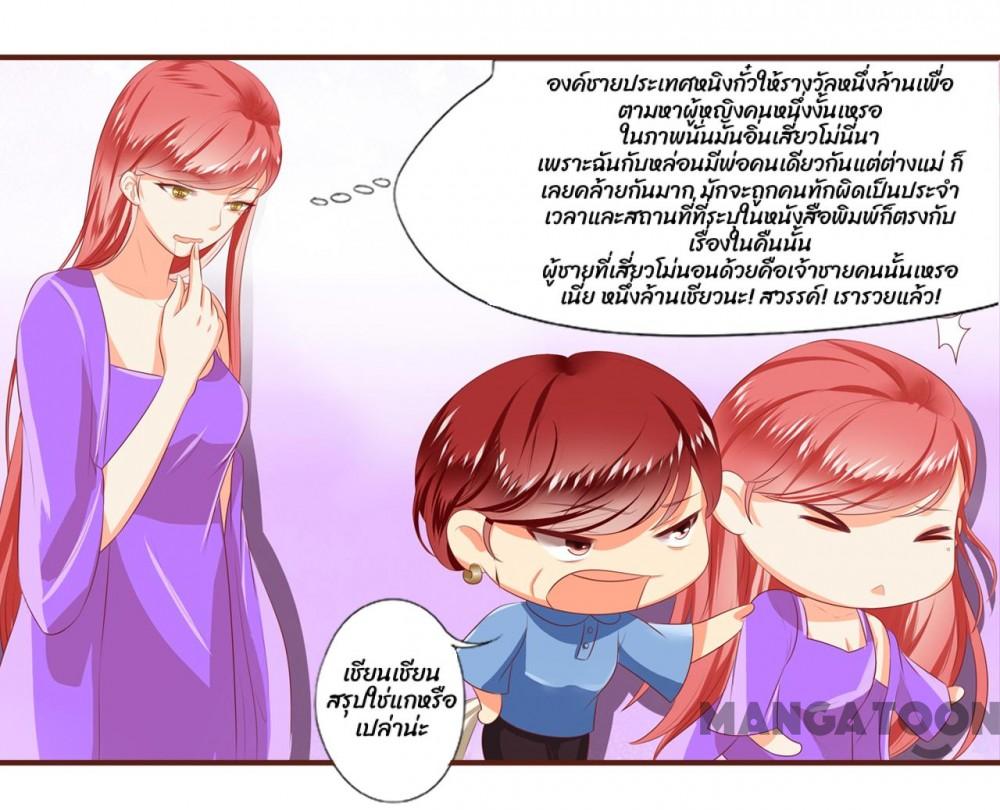 องค์ชายประเทศหนิงกั๋วให้รางวัลหนึ่งล้านเพื่อ
ตามหาผู้หญิงคนหนึ่งงั้นเหรอ
ในภาพนั่นมันอิ่นเสี่ยวโม่นี่นา
เพราะฉันกับหล่อนมีพ่อคนเดียวกันแต่ต่างแม่ ก็
เลยคล้ายกันมาก มักจะถูกคนทักผิดเป็นประจำ
เวลาและสถานที่ที่ระบุในหนังสือพิมพ์ก็ตรงกับ
เรื่องในคืนนั้น
ผู้ชายที่เสี่ยวโม่นอนด้วยคือเจ้าชายคนนั้นเหรอ
เนี่ย หนึ่งล้านเชียวนะ! สวรรค์! เรารวยแล้ว!
เชียนเชียน
สรุปใช่แกหรือ
เปล่าน่ะ
MANGATOON